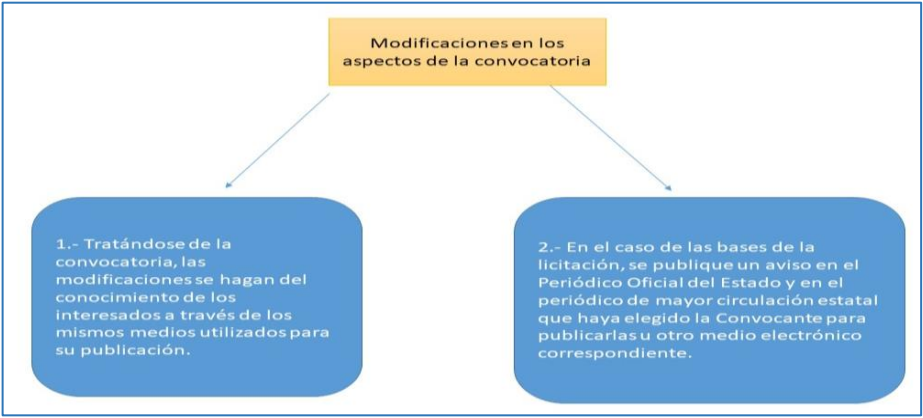 Modificaciones en los
aspectos de la convocatoria
1.- Tratándose de la
convocatoria, las
modificaciones se hagan del
conocimiento de los
interesados a través de los
mismos medios utilizados para
su publicación.
2.- En el caso de las bases de la
licitación, se publique un aviso en el
Periódico Oficial del Estado y en el
periódico de mayor circulación estatal
que haya elegido la Convocante para
publicarlas u otro medio electrónico
correspondiente.